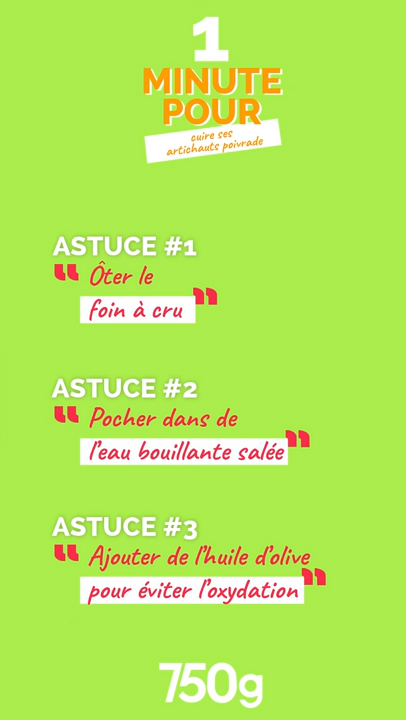 1
MINUTE
POUR
cuire ses
artichauts poivrade
ASTUCE #1
“ Ôter le
foin à cru ”
ASTUCE #2
“ Pocher dans de
l’eau bouillante salée ”
ASTUCE #3
“ Ajouter de l’huile d’olive
pour éviter l’oxydation ”
750g